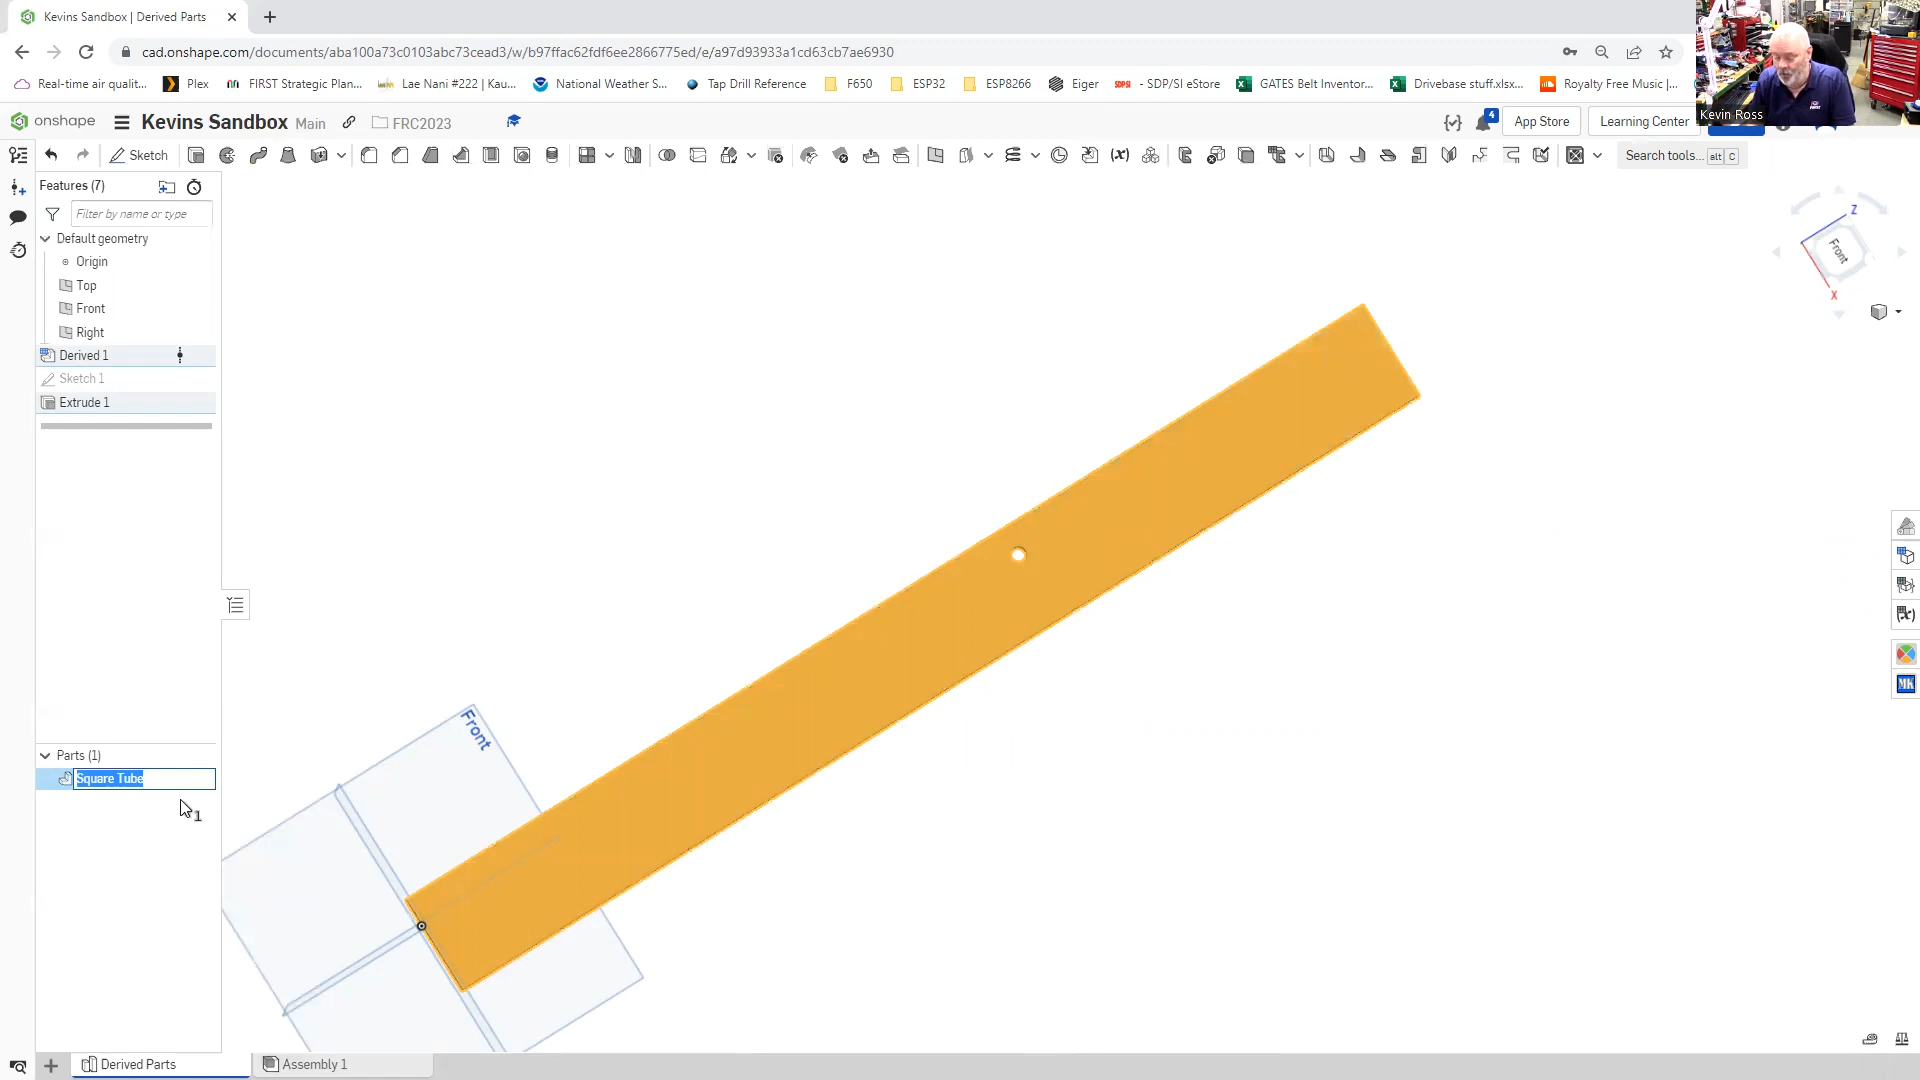 Kevins Sandbox | Derived Parts
cad.onshape.com/documents/aba100a73c0103abc73cead3/w/b97ffac62fdf6ee2866775ed/e/a97d93933a1cd63cb7ae6930
Real-time air qualit...
Plex
FIRST Strategic Plan...
Lae Nani #222 | Kau...
National Weather S...
Tap Drill Reference
F650
ESP32
ESP8266
Eiger
- SDP/SI eStore
GATES Belt Inventor...
Drivebase stuff.xlsx...
Royalty Free Music |...
Kevin Ross
onshape
Kevins Sandbox
Main
FRC2023
4
App Store
Learning Center
Sketch
Search tools...
alt
C
Features (7)
Filter by name or type
Default geometry
Origin
Top
Front
Right
Derived 1
Sketch 1
Extrude 1
Parts (1)
Square Tube
1
Front
Z
Front
X
MK
Derived Parts
Assembly 1